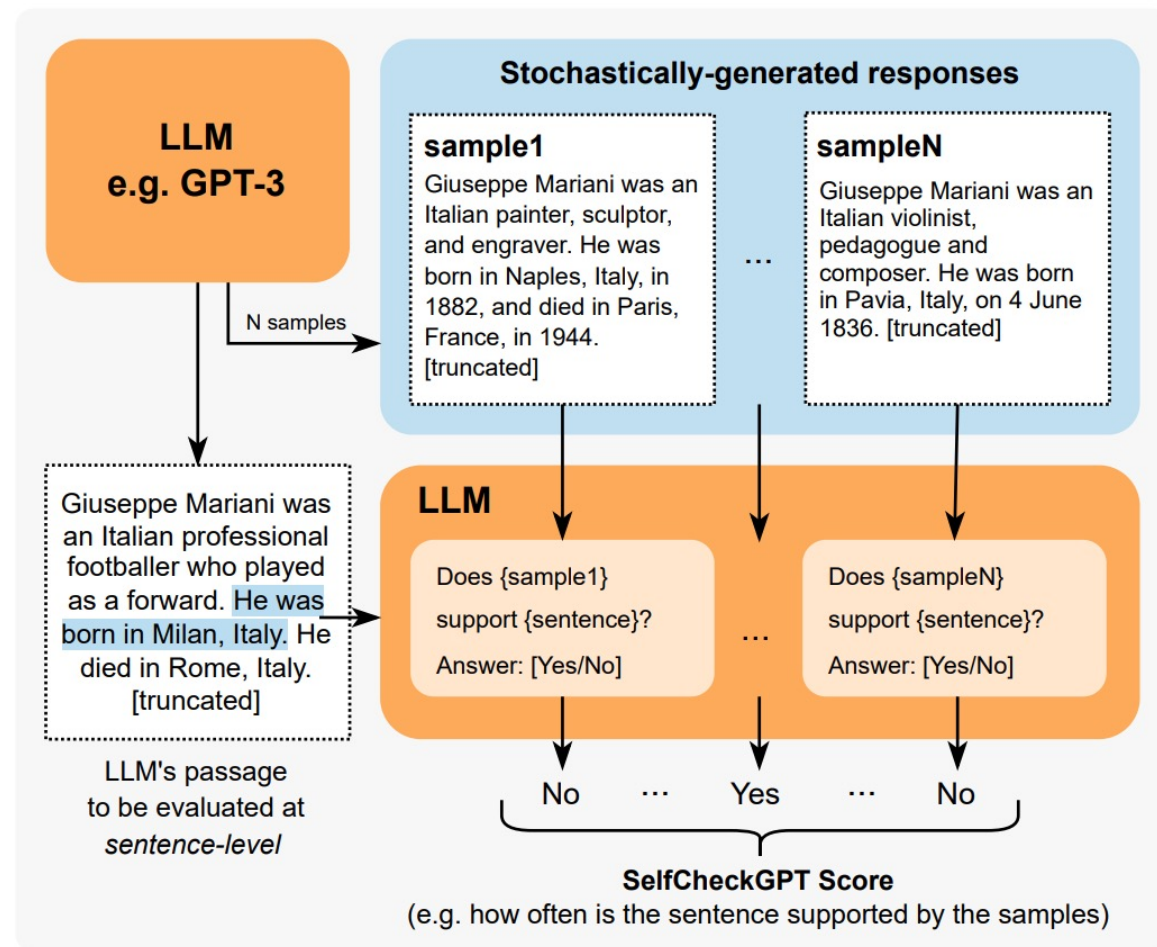 LLM
e.g. GPT-3
Stochastically-generated responses
sample1
Giuseppe Mariani was an
Italian painter, sculptor,
and engraver. He was
born in Naples, Italy, in
1882, and died in Paris,
France, in 1944.
[truncated]
...
sampleN
Giuseppe Mariani was an
Italian violinist,
pedagogue and
composer. He was born
in Pavia, Italy, on 4 June
1836. [truncated]
N samples
Giuseppe Mariani was
an Italian professional
footballer who played
as a forward. He was
born in Milan, Italy. He
died in Rome, Italy.
[truncated]
LLM's passage
to be evaluated at
sentence-level
LLM
Does {sample1}
support {sentence}?
Answer: [Yes/No]
...
Does {sampleN}
support {sentence}?
Answer: [Yes/No]
No ... Yes ... No
SelfCheckGPT Score
(e.g. how often is the sentence supported by the samples)